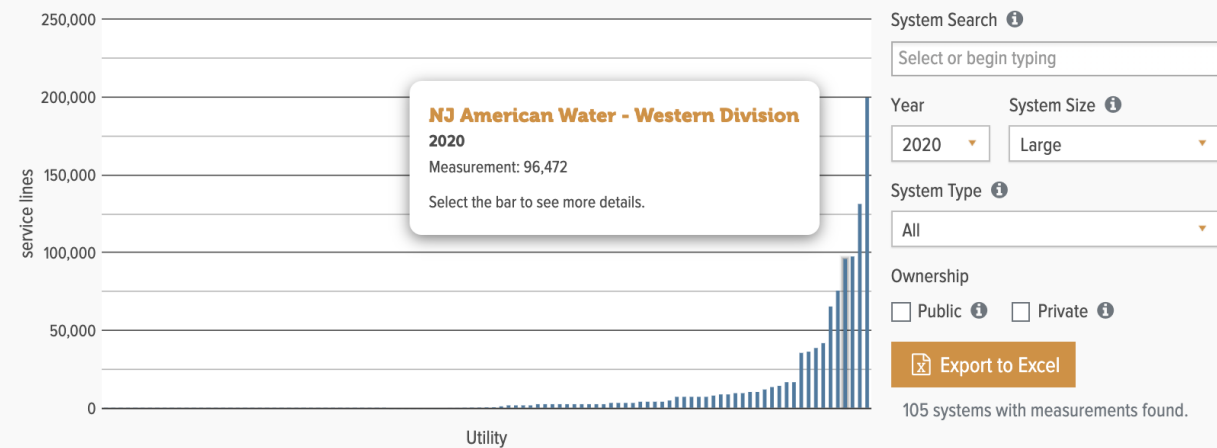 250,000
200,000
150,000
100,000
50,000
0
service lines
Utility
NJ American Water - Western Division
2020
Measurement: 96,472
Select the bar to see more details.
System Search i
Select or begin typing
Year System Size i
2020 Large
System Type i
All
Ownership
Public i Private i
X Export to Excel
105 systems with measurements found.